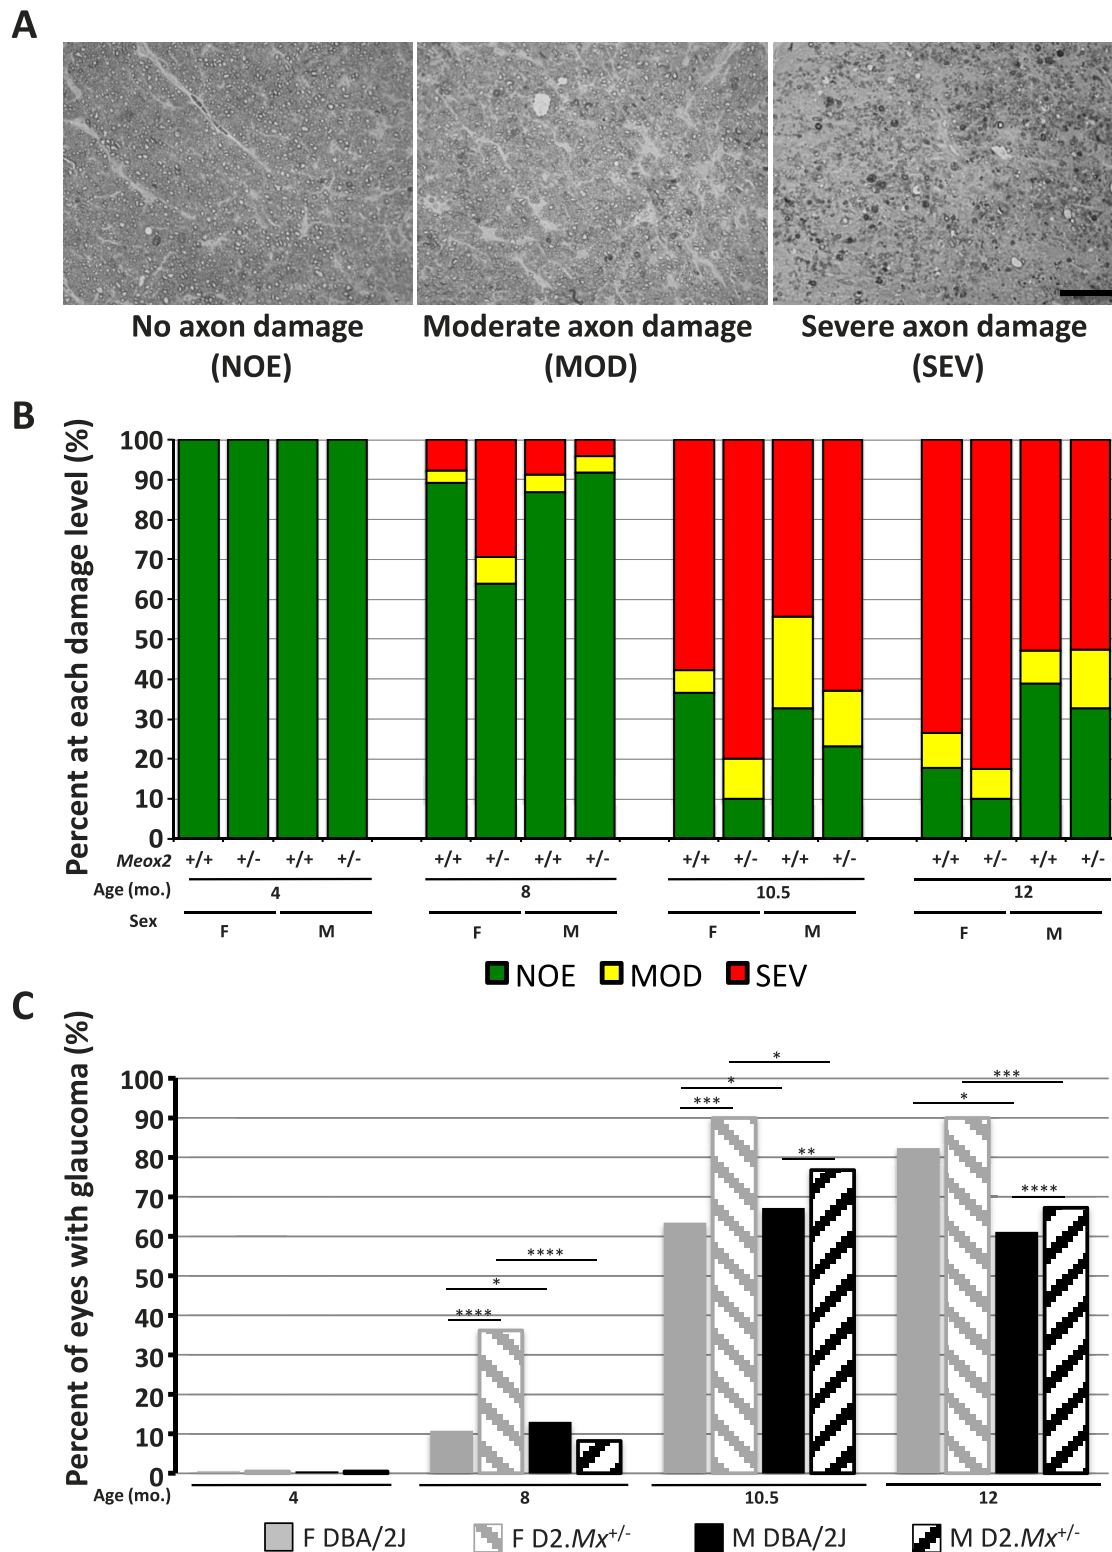 A
No axon damage
(NOE)
Moderate axon damage
(MOD)
Severe axon damage
(SEV)
B
Percent at each damage level (%)
100
90
80
70
60
50
40
30
20
10
0
Meox2 +/+ +/- +/+ +/- +/+ +/- +/+ +/- +/+ +/- +/+ +/- +/+ +/- +/+ +/-
Age (mo.) 4 8 10.5 12
Sex F M F M F M F M
NOE MOD SEV
C
Percent of eyes with glaucoma (%)
100
90
80
70
60
50
40
30
20
10
0
**** * ****
*** * * **
* *** ****
Age (mo.) 4 8 10.5 12
F DBA/2J F D2.Mx+/- M DBA/2J M D2.Mx+/-